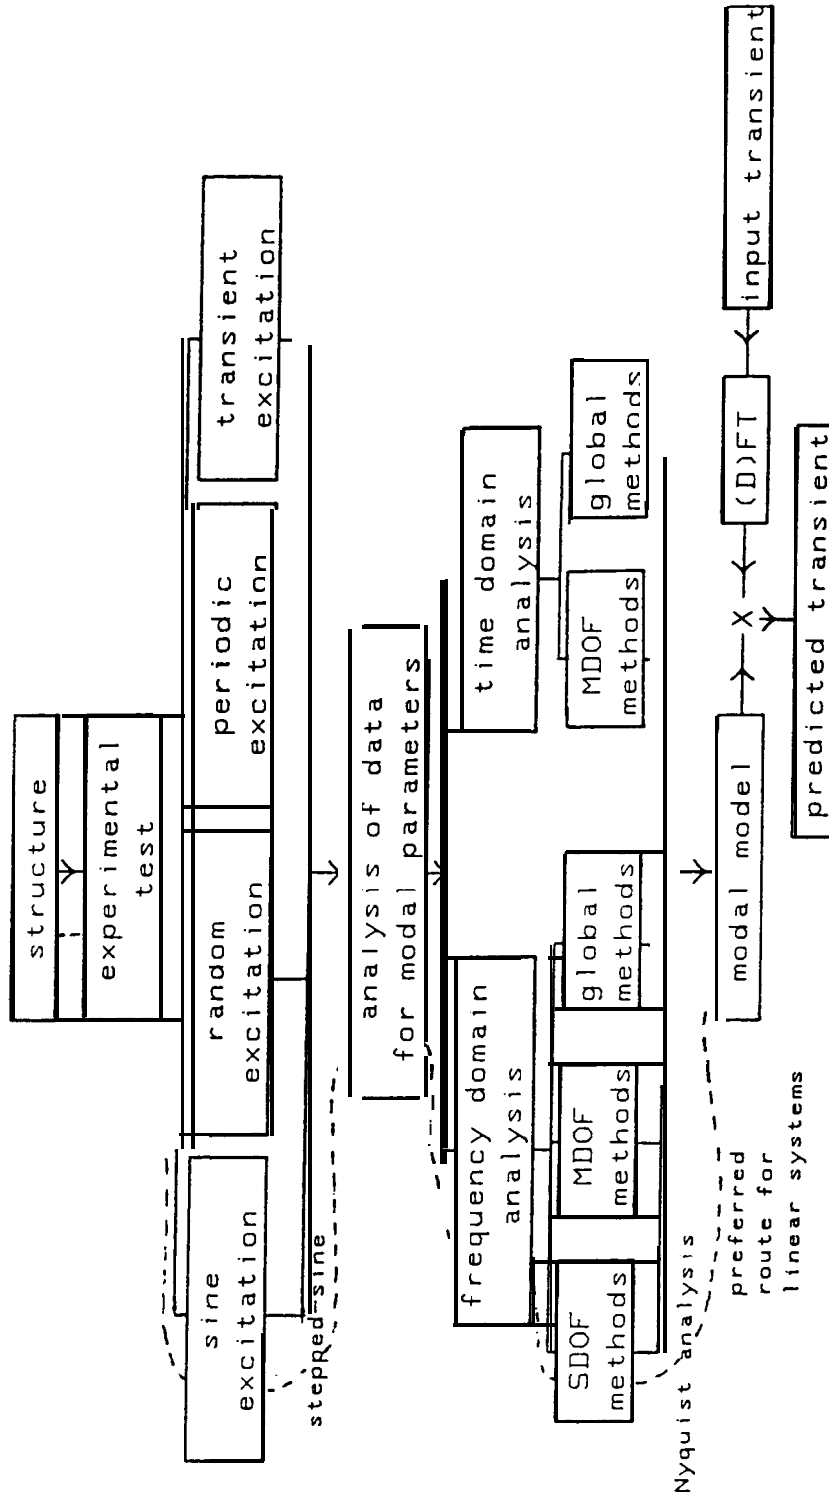 structure
experimental
test
sine
excitation
random
excitation
periodic
excitation
transient
excitation
stepped-sine
analysis of data
for modal parameters
frequency domain
analysis
time domain
analysis
SDOF
methods
MDOF
methods
global
methods
MDOF
methods
global
methods
Nyquist analysis
preferred
route for
linear systems
modal model
X
(D)FT
input transient
predicted transient